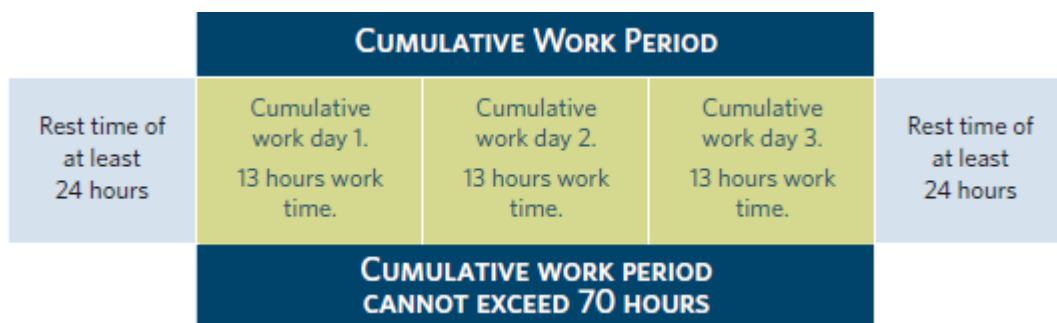 CUMULATIVE WORK PERIOD
Rest time of
at least
24 hours
Cumulative
work day 1.
13 hours work
time.
Cumulative
work day 2.
13 hours work
time.
Cumulative
work day 3.
13 hours work
time.
Rest time of
at least
24 hours
CUMULATIVE WORK PERIOD
CANNOT EXCEED 70 HOURS